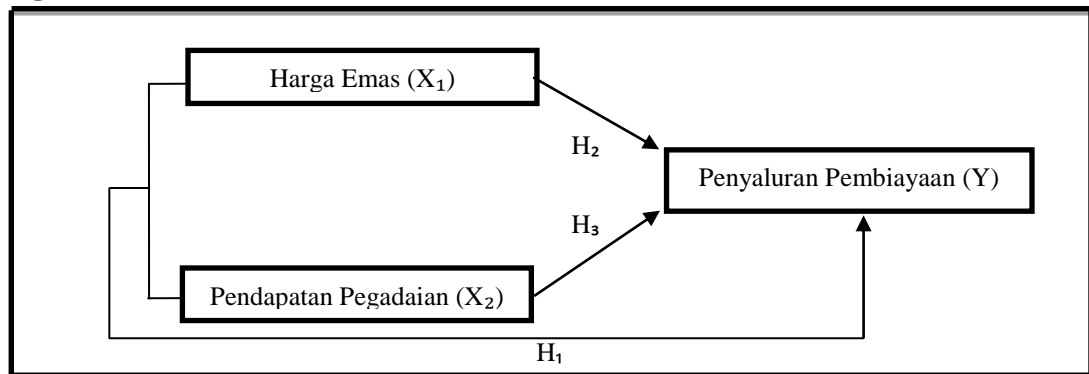 Harga Emas (X₁)
H₂
Penyaluran Pembiayaan (Y)
H₃
Pendapatan Pegadaian (X₂)
H₁